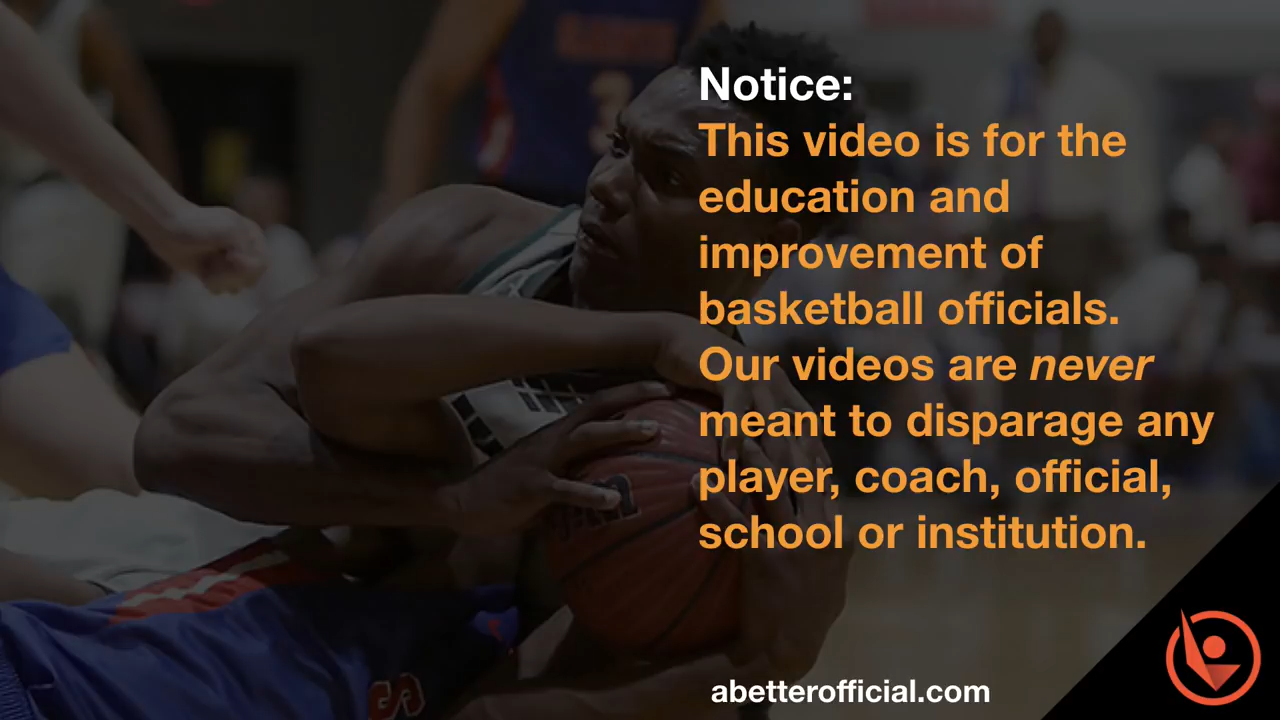 Notice:
This video is for the
education and
improvement of
basketball officials.
Our videos are never
meant to disparage any
player, coach, official,
school or institution.
abetterofficial.com